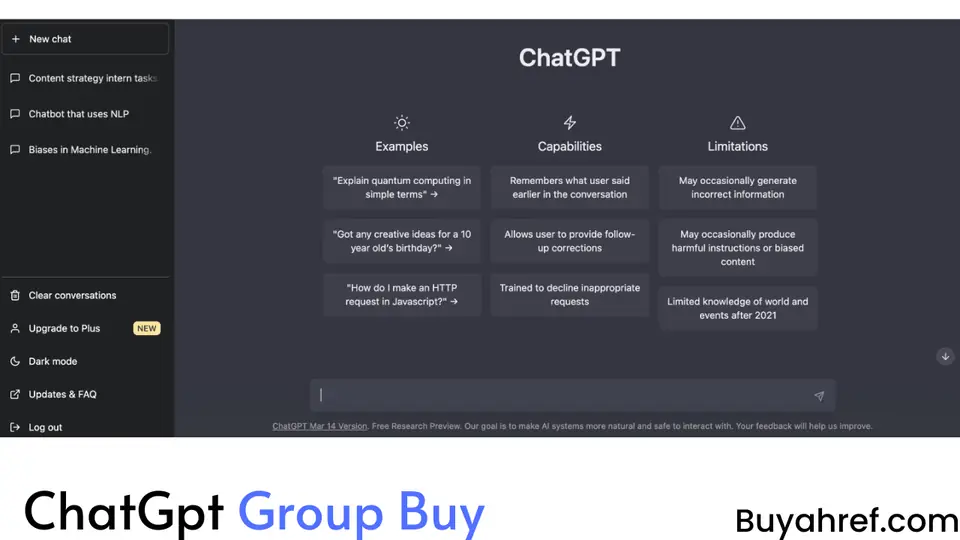 New chat
Content strategy intern tasks
Chatbot that uses NLP
Biases in Machine Learning.
Clear conversations
Upgrade to Plus NEW
Dark mode
Updates & FAQ
Log out
ChatGPT
Examples
"Explain quantum computing in
simple terms" →
"Got any creative ideas for a 10
year old's birthday?" →
"How do I make an HTTP
request in Javascript?" →
Capabilities
Remembers what user said
earlier in the conversation
Allows user to provide follow-
up corrections
Trained to decline inappropriate
requests
Limitations
May occasionally generate
incorrect information
May occasionally produce
harmful instructions or biased
content
Limited knowledge of world and
events after 2021
ChatGPT Mar 14 Version. Free Research Preview. Our goal is to make AI systems more natural and safe to interact with. Your feedback will help us improve.
ChatGpt Group Buy
Buyahref.com